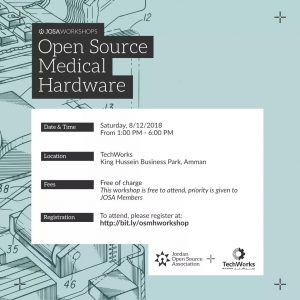 JOSAWORKSHOPS
Open Source
Medical
Hardware
Date & Time
Saturday, 8/12/2018
From 1:00 PM - 6:00 PM
Location
TechWorks
King Hussein Business Park, Amman
Fees
Free of charge
This workshop is free to attend, priority is given to
JOSA Members
Registration
To attend, please register at:
http://bit.ly/osmhworkshop
Jordan
Open Source
Association
TechWorks